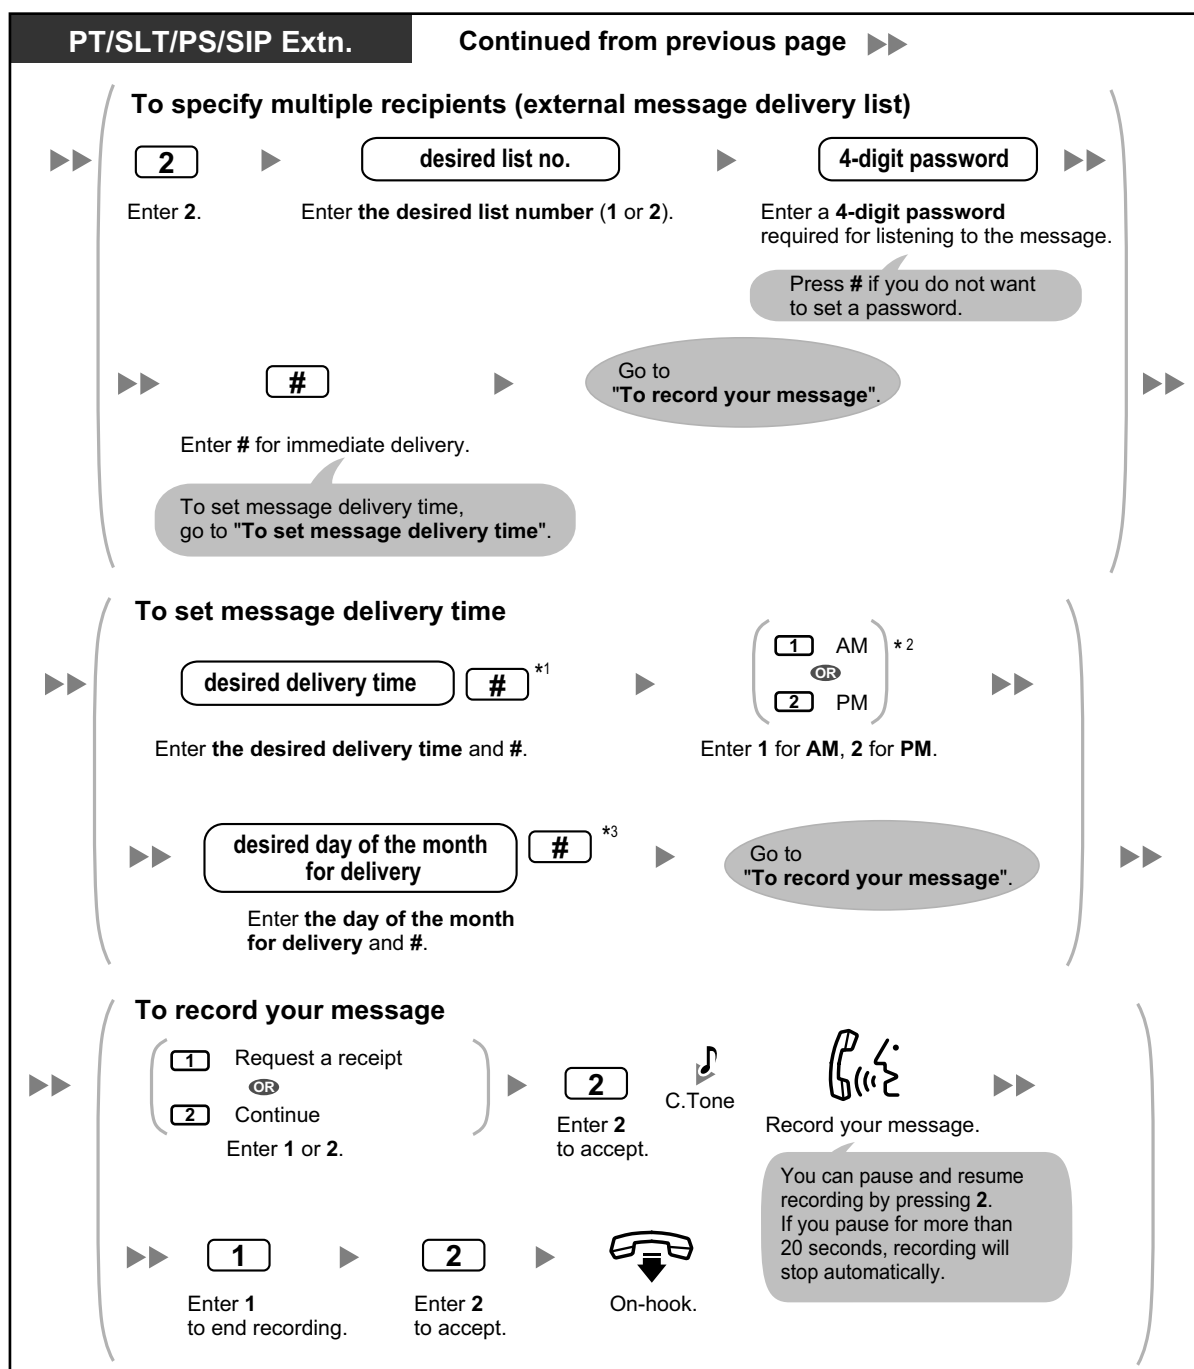 PT/SLT/PS/SIP Extn.
Continued from previous page
To specify multiple recipients (external message delivery list)
2
desired list no.
4-digit password
Enter 2.
Enter the desired list number (1 or 2).
Enter a 4-digit password
required for listening to the message.
Press # if you do not want
to set a password.
#
Go to
"To record your message".
Enter # for immediate delivery.
To set message delivery time,
go to "To set message delivery time".
To set message delivery time
desired delivery time
# *1
1 AM *2
OR
2 PM
Enter the desired delivery time and #.
Enter 1 for AM, 2 for PM.
desired day of the month
for delivery
# *3
Go to
"To record your message".
Enter the day of the month
for delivery and #.
To record your message
1 Request a receipt
OR
2 Continue
Enter 1 or 2.
2
Enter 2
to accept.
C.Tone
Record your message.
You can pause and resume
recording by pressing 2.
If you pause for more than
20 seconds, recording will
stop automatically.
1
Enter 1
to end recording.
2
Enter 2
to accept.
On-hook.